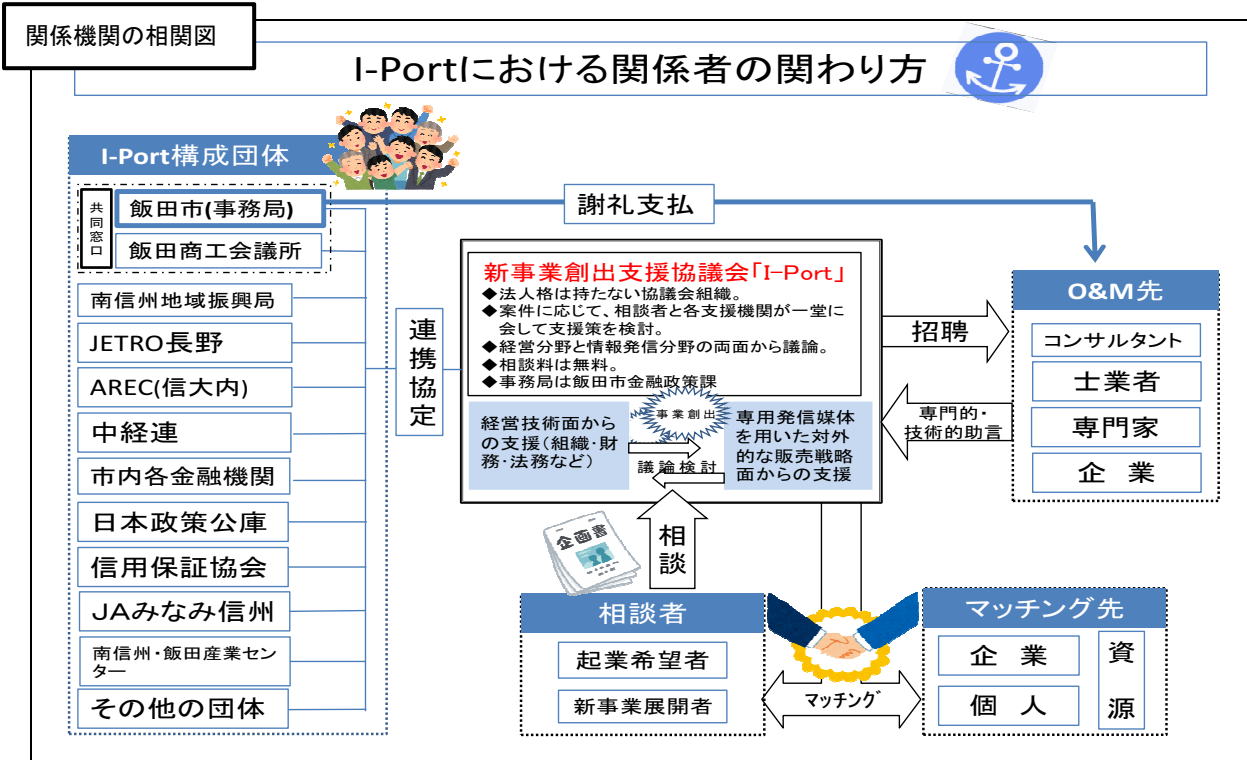 関係機関の相関図
I-Portにおける関係者の関わり方
I-Port構成団体
共同窓口
飯田市(事務局)
飯田商工会議所
南信州地域振興局
JETRO長野
AREC(信大内)
中経連
市内各金融機関
日本政策公庫
信用保証協会
JAみなみ信州
南信州・飯田産業セン
ター
その他の団体
連携協定
謝礼支払
新事業創出支援協議会「I-Port」
◆法人格は持たない協議会組織。
◆案件に応じて、相談者と各支援機関が一堂に
会して支援策を検討。
◆経営分野と情報発信分野の両面から議論。
◆相談料は無料。
◆事務局は飯田市金融政策課
経営技術面から
の支援(組織・財
務・法務など)
事業創出
議論検討
専用発信媒体
を用いた対外
的な販売戦略
面からの支援
招聘
専門的・
技術的助言
O&M先
コンサルタント
士業者
専門家
企 業
企画書
相談
相談者
起業希望者
新事業展開者
マッチング
マッチング先
企 業
個 人
資源